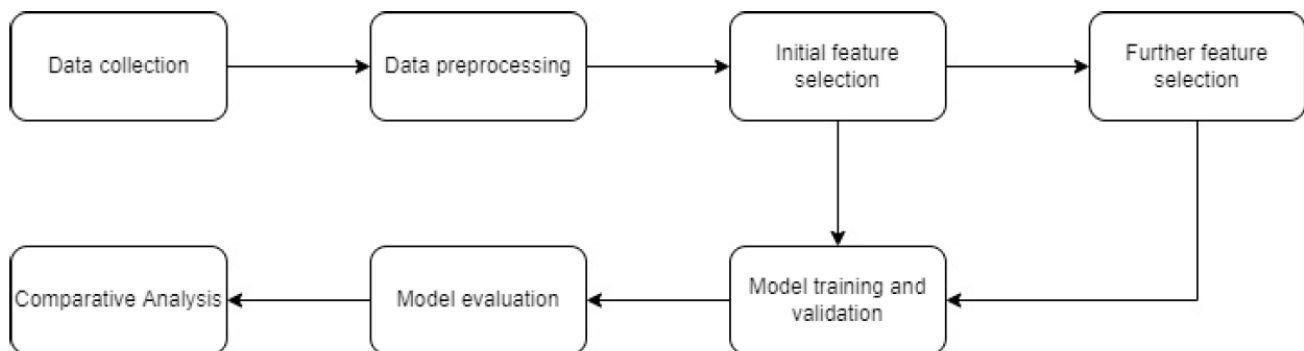 Data collection
Data preprocessing
Initial feature
selection
Further feature
selection
Comparative Analysis
Model evaluation
Model training and
validation